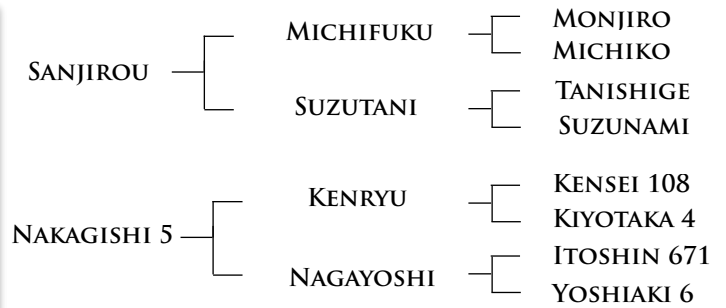 SANJIROU
MICHIFUKU
MONJIRO
MICHIKO
SUZUTANI
TANISHIGE
SUZUNAMI
NAKAGISHI 5
KENRYU
KENSEI 108
KIYOTAKA 4
NAGAYOSHI
ITOSHIN 671
YOSHIAKI 6